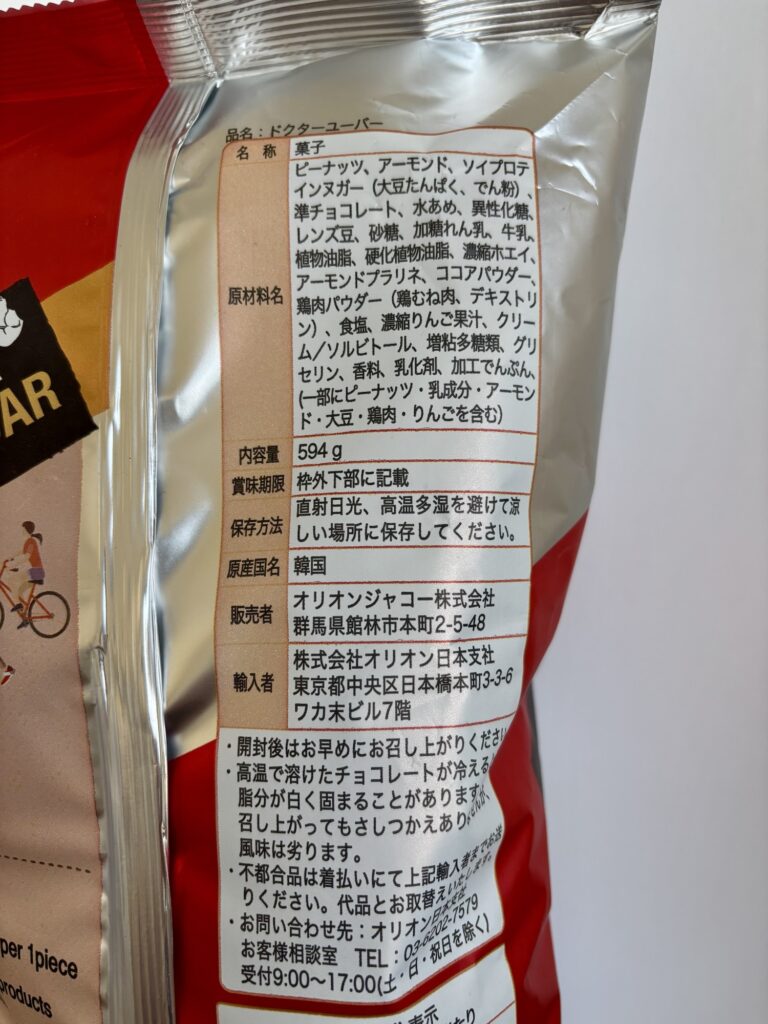 品名：ドクターユーバー
名 称 菓子
原材料名
ピーナッツ、アーモンド、ソイプロテ
インヌガー（大豆たんぱく、でん粉）、
準チョコレート、水あめ、異性化糖、
レンズ豆、砂糖、加糖れん乳、牛乳、
植物油脂、硬化植物油脂、濃縮ホエイ、
アーモンドプラリネ、ココアパウダー、
鶏肉パウダー（鶏むね肉、デキストリ
ン）、食塩、濃縮りんご果汁、クリー
ム／ソルビトール、増粘多糖類、グリ
セリン、香料、乳化剤、加工でんぷん、
(一部にピーナッツ・乳成分・アーモン
ド・大豆・鶏肉・りんごを含む)
内容量 594 g
賞味期限 枠外下部に記載
保存方法
直射日光、高温多湿を避けて涼
しい場所に保存してください。
原産国名 韓国
販売者
オリオンジャコー株式会社
群馬県館林市本町2-5-48
輸入者
株式会社オリオン日本支社
東京都中央区日本橋本町3-3-6
ワカ末ビル7階
・開封後はお早めにお召し上がりくださ
・高温で溶けたチョコレートが冷える
脂分が白く固まることがあります
召し上がってもさしつかえありませんが、
風味は劣ります。
・不都合品は着払いにて上記輸入者までお送
りください。代品とお取替えいたします。
・お問い合わせ先：オリオン日本支社
お客様相談室 TEL：03-6202-7579
受付9:00～17:00(土・日・祝日を除く)
表示
AR
per 1piece
products